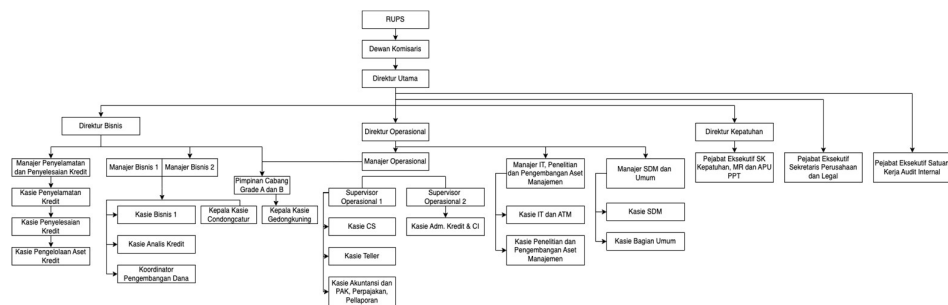 RUPS
Dewan Komisaris
Direktur Utama
Direktur Bisnis
Direktur Operasional
Direktur Kepatuhan
Manajer Penyelamatan
dan Penyelesaian Kredit
Manajer Bisnis 1
Manajer Bisnis 2
Manajer Operasional
Manajer IT, Penelitian
dan Pengembangan Aset
Manajemen
Manajer SDM dan
Umum
Pejabat Eksekutif SK
Kepatuhan, MR dan APU
PPT
Pejabat Eksekutif
Sekretaris Perusahaan
dan Legal
Pejabat Eksekutif Satuan
Kerja Audit Internal
Pimpinan Cabang
Grade A dan B
Kasie Penyelamatan
Kredit
Kasie Penyelesaian
Kredit
Kasie Pengelolaan Aset
Kredit
Kasie Bisnis 1
Kasie Analis Kredit
Koordinator
Pengembangan Dana
Kepala Kasie
Condongcatur
Kepala Kasie
Gedongkuning
Supervisor
Operasional 1
Supervisor
Operasional 2
Kasie CS
Kasie Teller
Kasie Akuntansi dan
PAK, Perpajakan,
Pellaporan
Kasie Adm. Kredit & CI
Kasie IT dan ATM
Kasie Penelitian dan
Pengembangan Aset
Manajemen
Kasie SDM
Kasie Bagian Umum